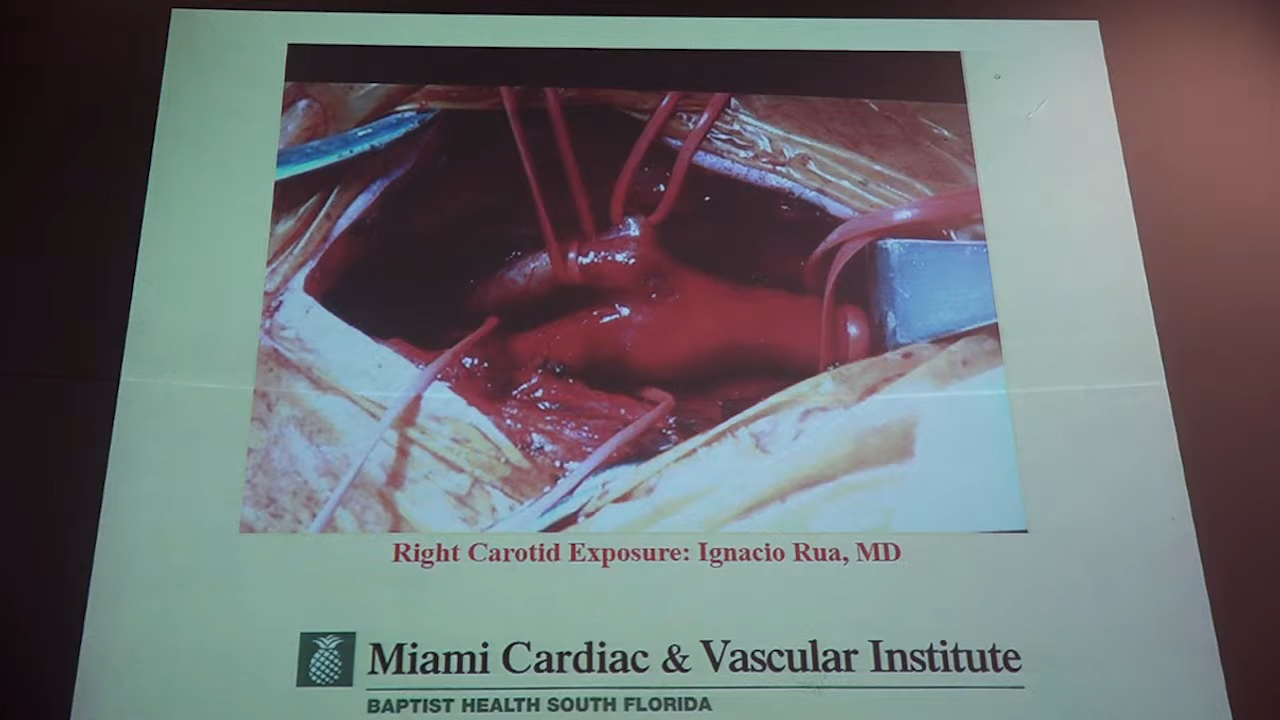 Right Carotid Exposure: Ignacio Rua, MD
Miami Cardiac & Vascular Institute
BAPTIST HEALTH SOUTH FLORIDA